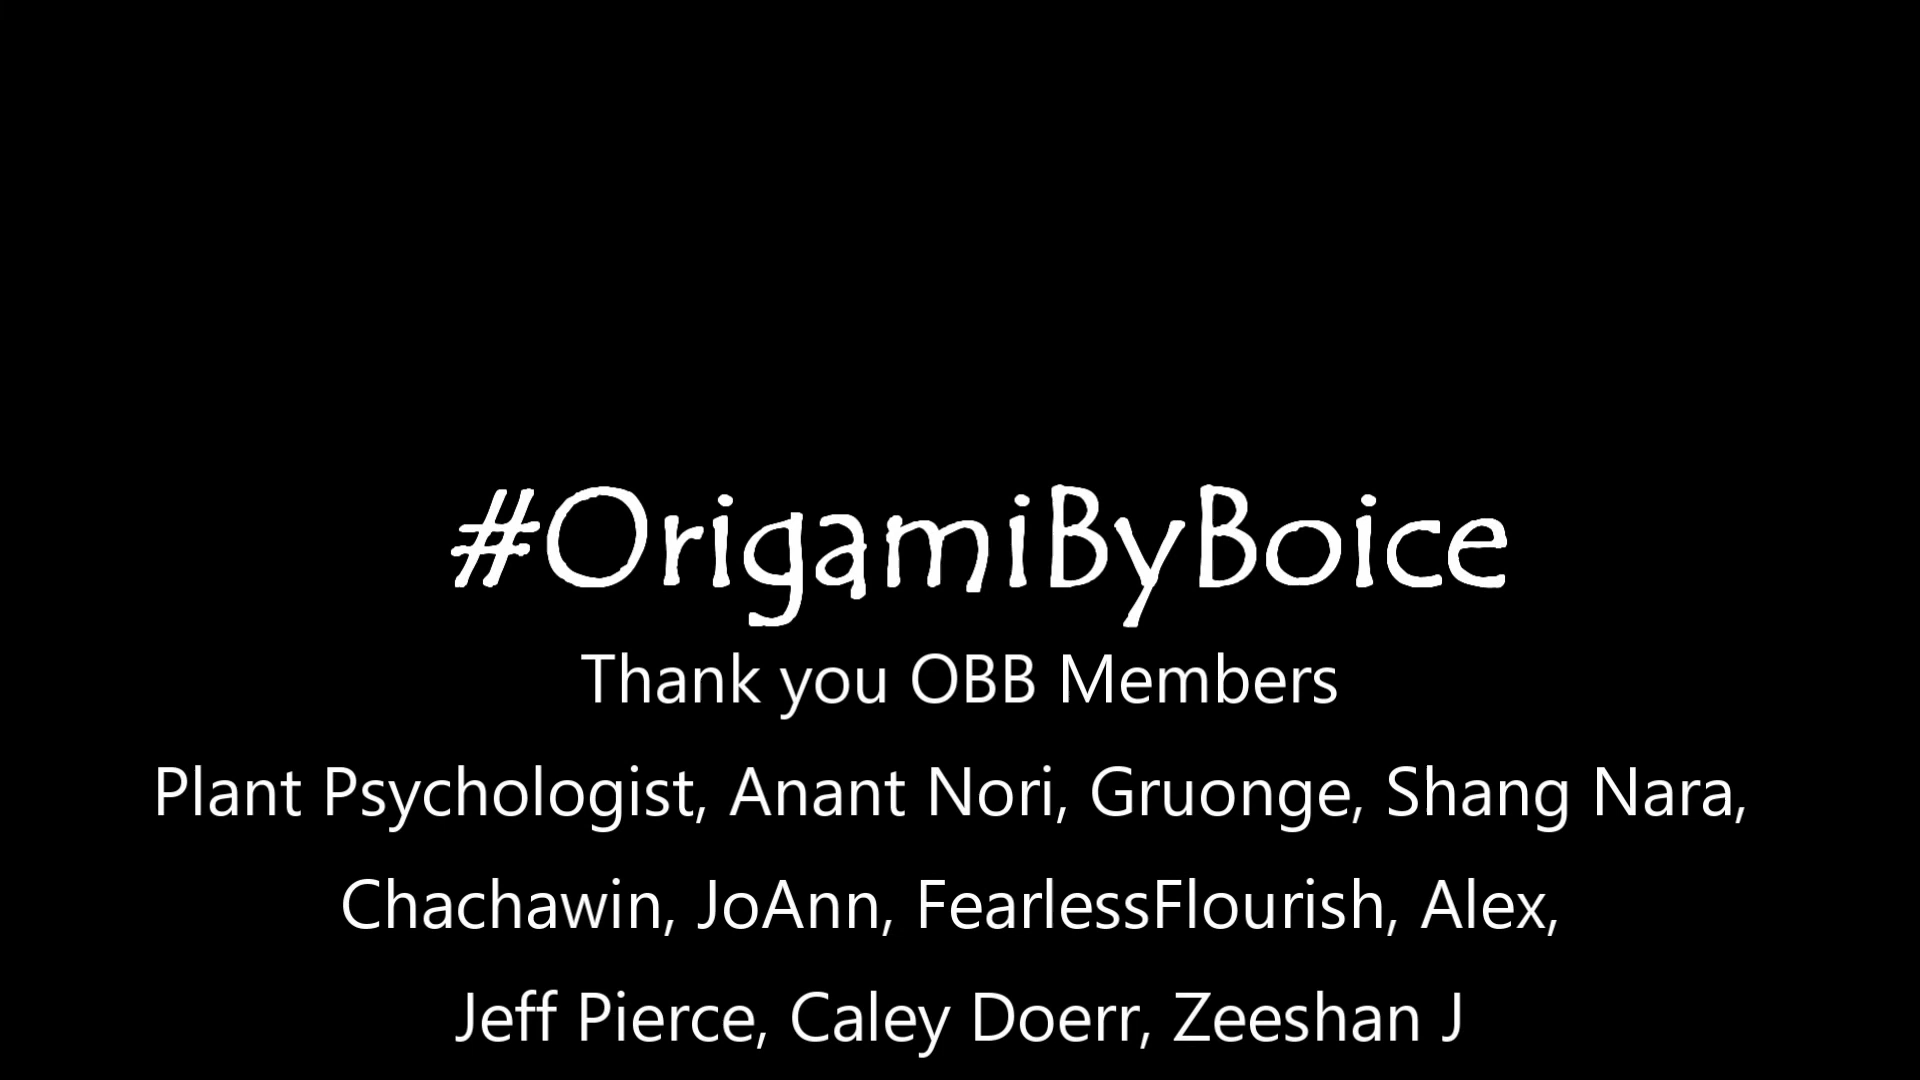 #OrigamiByBoice
Thank you OBB Members
Plant Psychologist, Anant Nori, Gruonge, Shang Nara,
Chachawin, JoAnn, FearlessFlourish, Alex,
Jeff Pierce, Caley Doerr, Zeeshan J